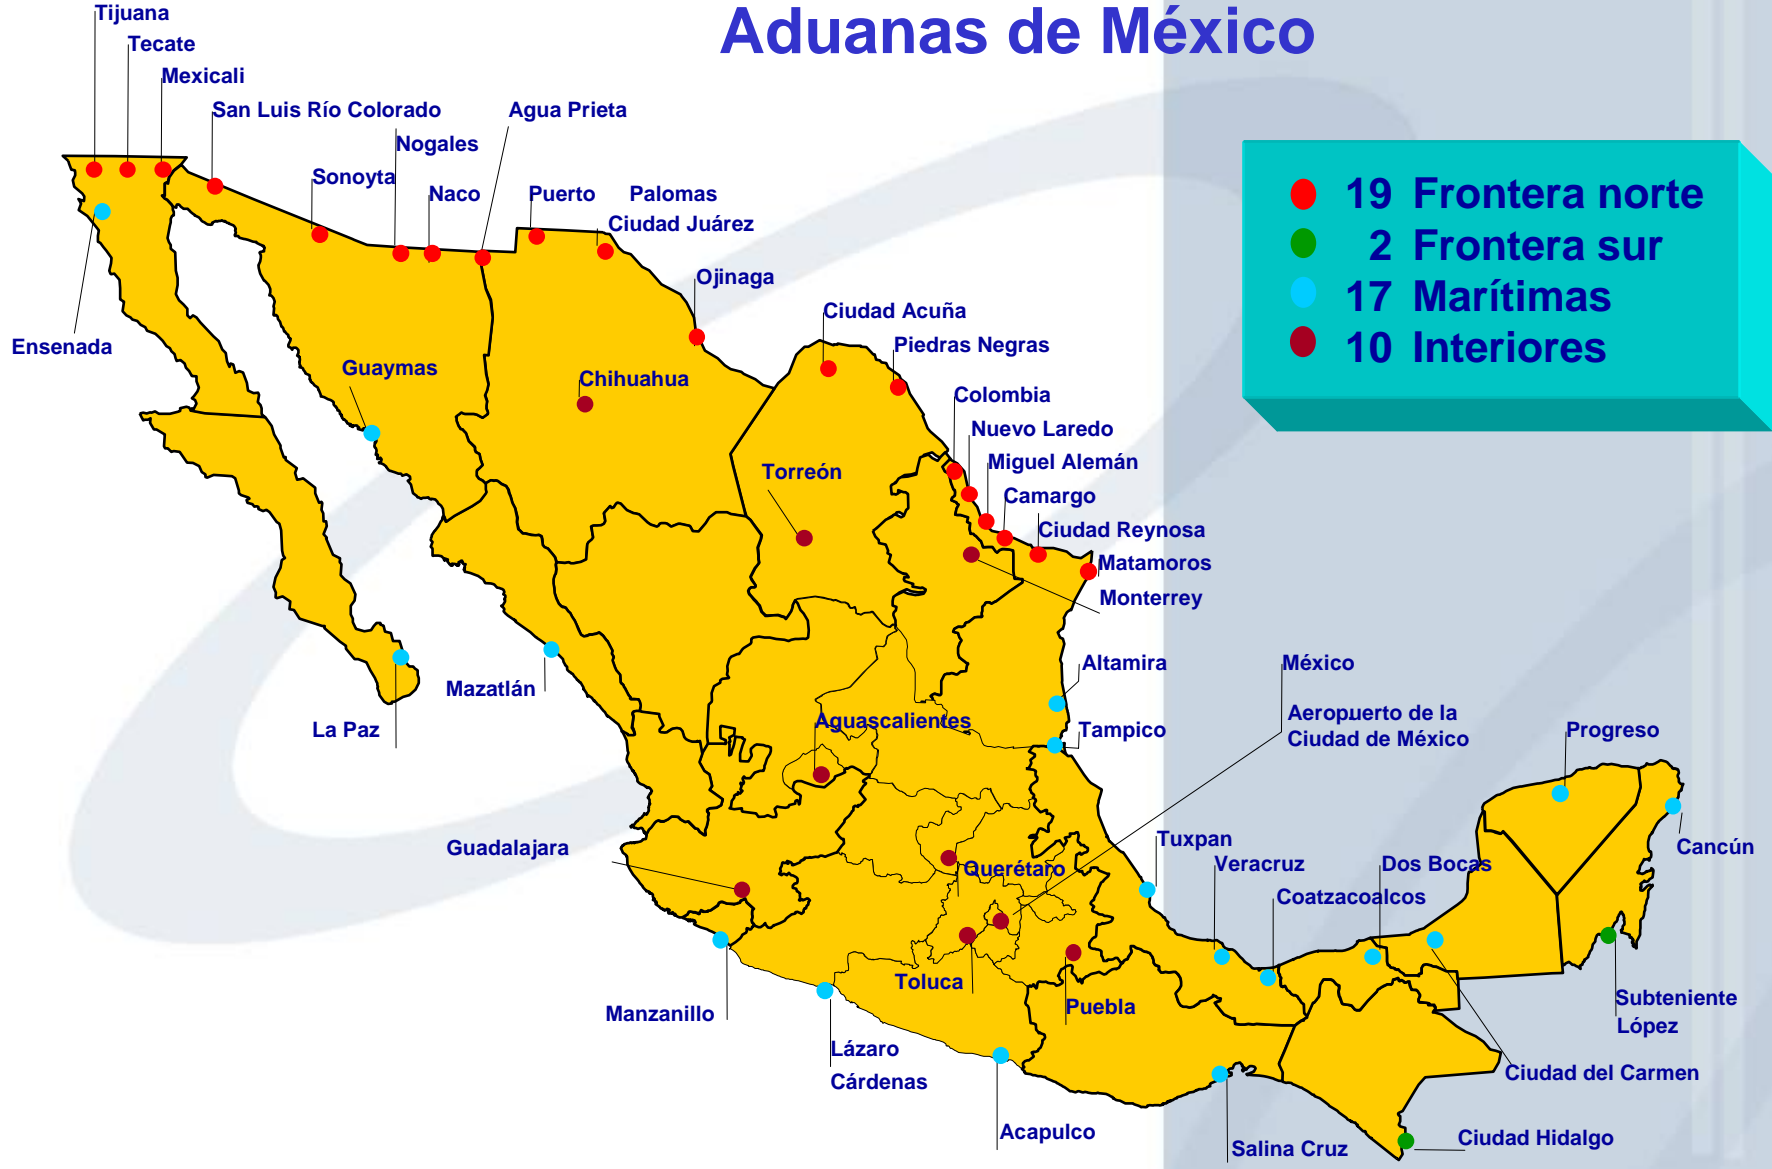 Aduanas de México
Tijuana
Tecate
Mexicali
San Luis Río Colorado
Agua Prieta
Nogales
Sonoyta
Naco
Puerto Palomas
Ciudad Juárez
Ojinaga
19 Frontera norte
2 Frontera sur
17 Marítimas
10 Interiores
Ensenada
Guaymas
Chihuahua
Ciudad Acuña
Piedras Negras
Colombia
Nuevo Laredo
Miguel Alemán
Torreón
Camargo
Ciudad Reynosa
Matamoros
Monterrey
Altamira
México
Mazatlán
La Paz
Aguascalientes
Tampico
Aeropuerto de la
Ciudad de México
Progreso
Guadalajara
Querétaro
Tuxpan
Veracruz
Dos Bocas
Cancún
Coatzacoalcos
Toluca
Puebla
Manzanillo
Subteniente
López
Lázaro
Cárdenas
Ciudad del Carmen
Acapulco
Salina Cruz
Ciudad Hidalgo